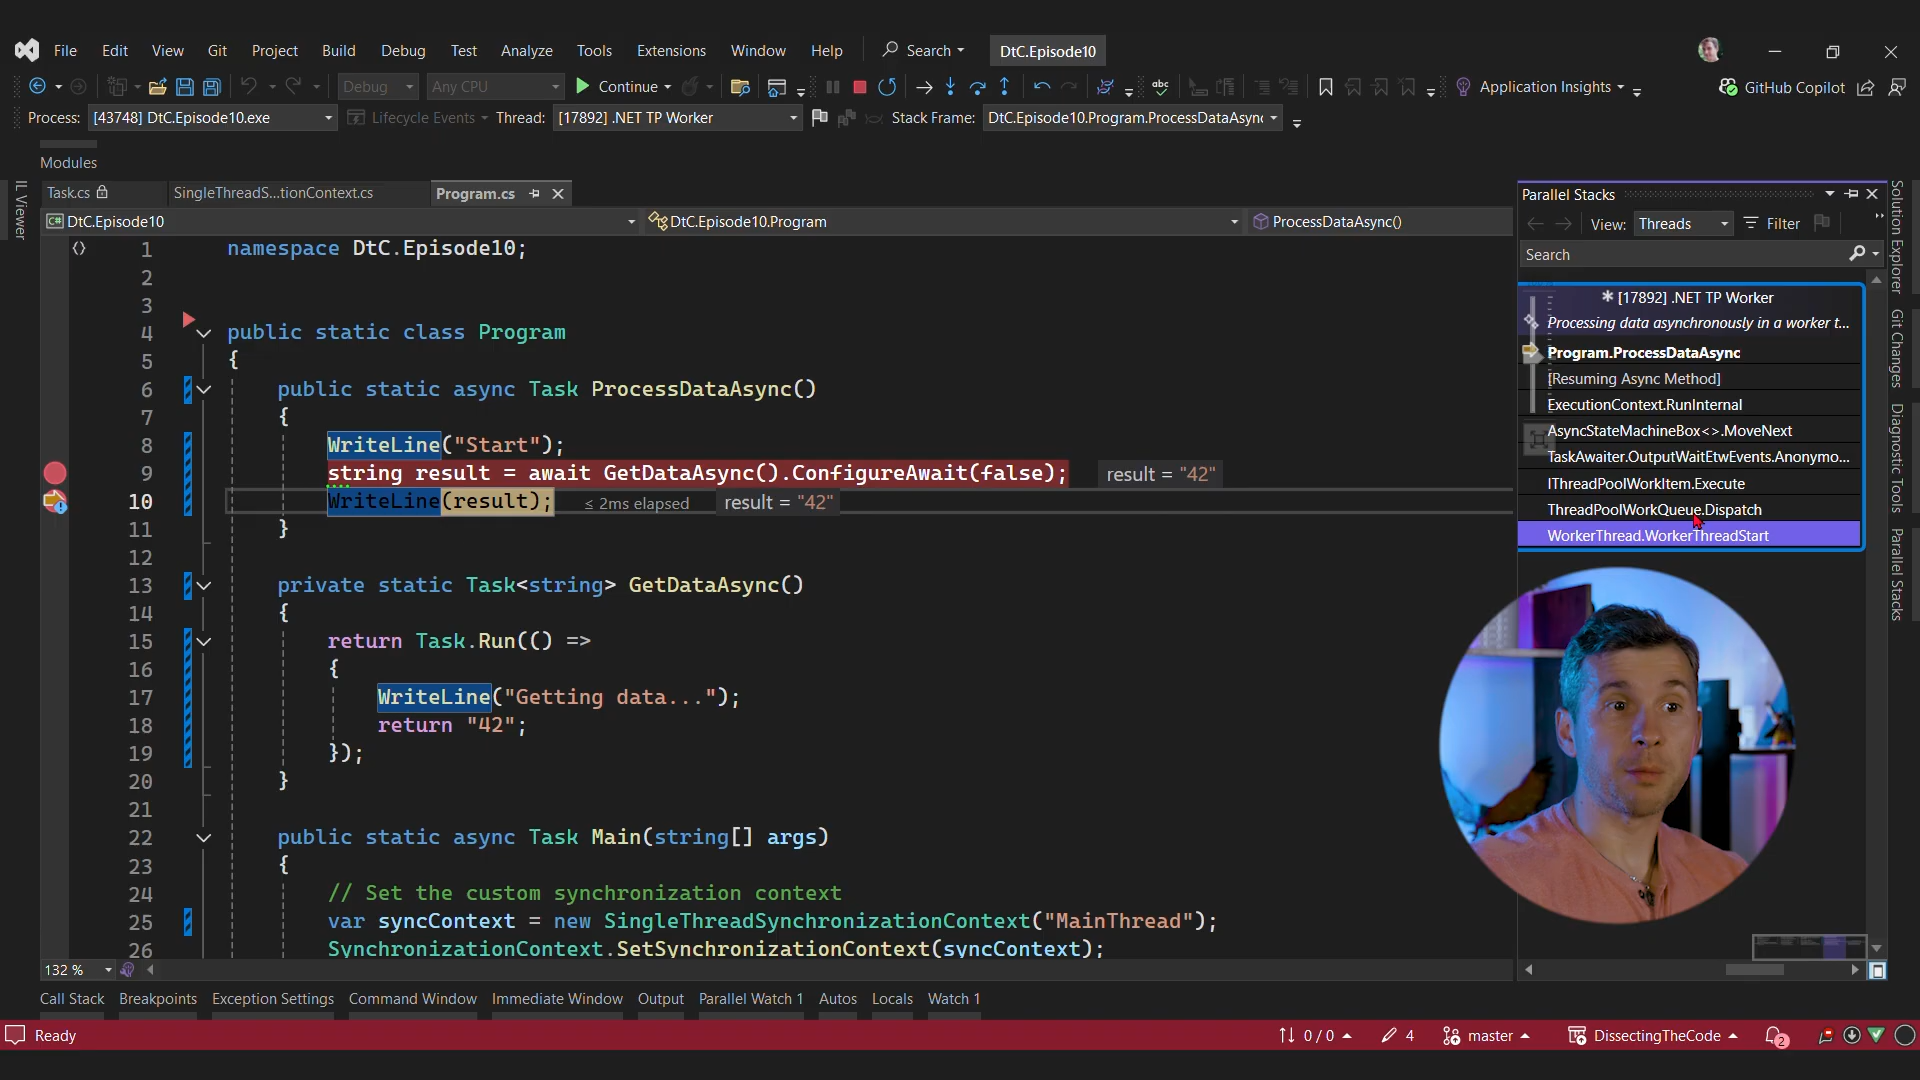 File Edit View Git Project Build Debug Test Analyze Tools Extensions Window Help Search DtC.Episode10
Debug Any CPU Continue Application Insights GitHub Copilot
Process: [43748] DtC.Episode10.exe Lifecycle Events Thread: [17892] .NET TP Worker Stack Frame: DtC.Episode10.Program.ProcessDataAsync
Modules
IL Viewer
Task.cs SingleThreadS...tionContext.cs Program.cs
DtC.Episode10 DtC.Episode10.Program ProcessDataAsync()
1 namespace DtC.Episode10;
2
3
4 public static class Program
5 {
6 public static async Task ProcessDataAsync()
7 {
8 WriteLine("Start");
9 string result = await GetDataAsync().ConfigureAwait(false); result = "42"
10 WriteLine(result); ≤ 2ms elapsed result = "42"
11 }
12
13 private static Task<string> GetDataAsync()
14 {
15 return Task.Run(() =>
16 {
17 WriteLine("Getting data...");
18 return "42";
19 });
20 }
21
22 public static async Task Main(string[] args)
23 {
24 // Set the custom synchronization context
25 var syncContext = new SingleThreadSynchronizationContext("MainThread");
26 SynchronizationContext.SetSynchronizationContext(syncContext);
132 %
Parallel Stacks
View: Threads Filter
Search
[17892] .NET TP Worker
Processing data asynchronously in a worker t...
Program.ProcessDataAsync
[Resuming Async Method]
ExecutionContext.RunInternal
AsyncStateMachineBox<>.MoveNext
TaskAwaiter.OutputWaitEtwEvents.Anonymo...
IThreadPoolWorkItem.Execute
ThreadPoolWorkQueue.Dispatch
WorkerThread.WorkerThreadStart
Solution Explorer
Git Changes
Diagnostic Tools
Parallel Stacks
Call Stack Breakpoints Exception Settings Command Window Immediate Window Output Parallel Watch 1 Autos Locals Watch 1
Ready 0 / 0 4 master DissectingTheCode 2